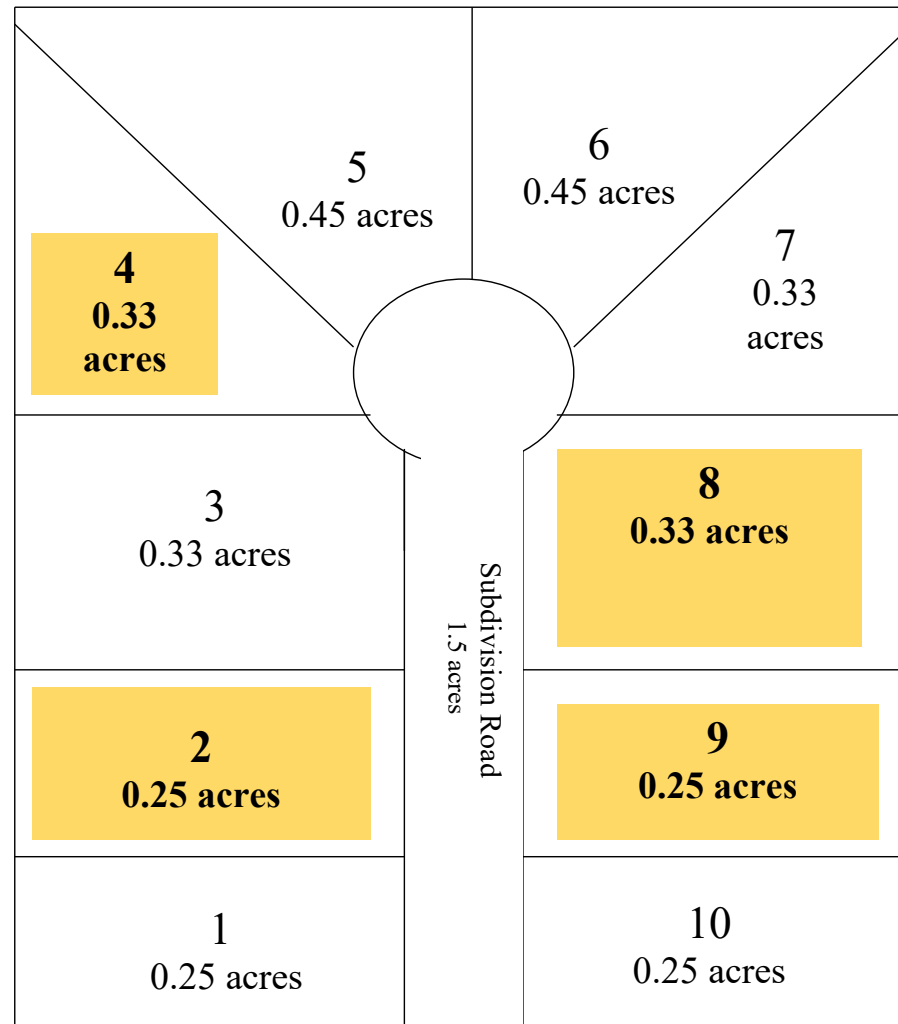 5
0.45 acres
6
0.45 acres
4
0.33
acres
7
0.33
acres
3
0.33 acres
8
0.33 acres
Subdivision Road
1.5 acres
2
0.25 acres
9
0.25 acres
1
0.25 acres
10
0.25 acres